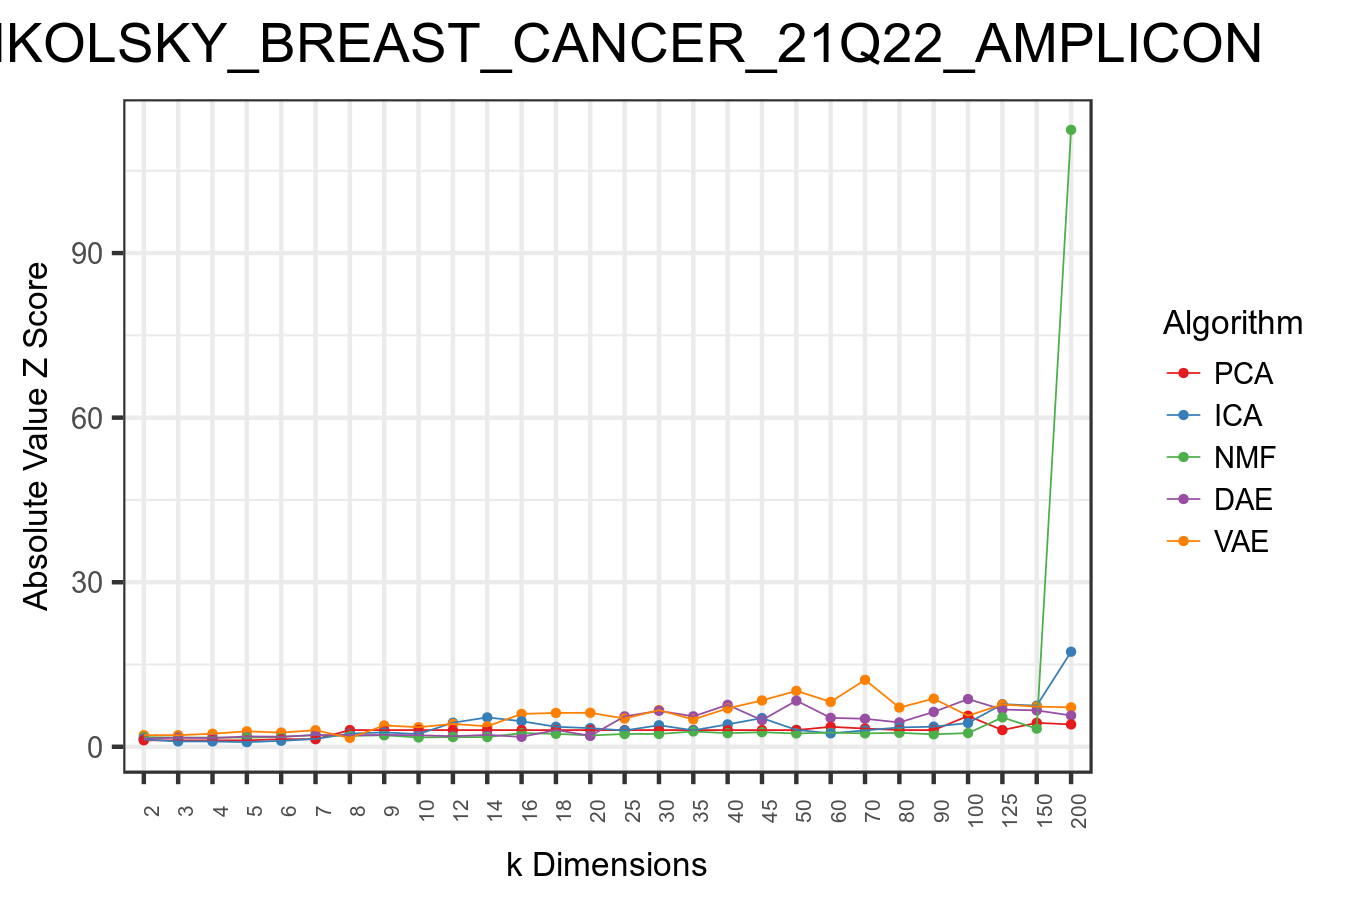 IKOLSKY_BREAST_CANCER_21Q22_AMPLICON
Absolute Value Z Score
90
60
30
0
2 3 4 5 6 7 8 9 10 12 14 16 18 20 25 30 35 40 45 50 60 70 80 90 100 125 150 200
k Dimensions
Algorithm
PCA
ICA
NMF
DAE
VAE